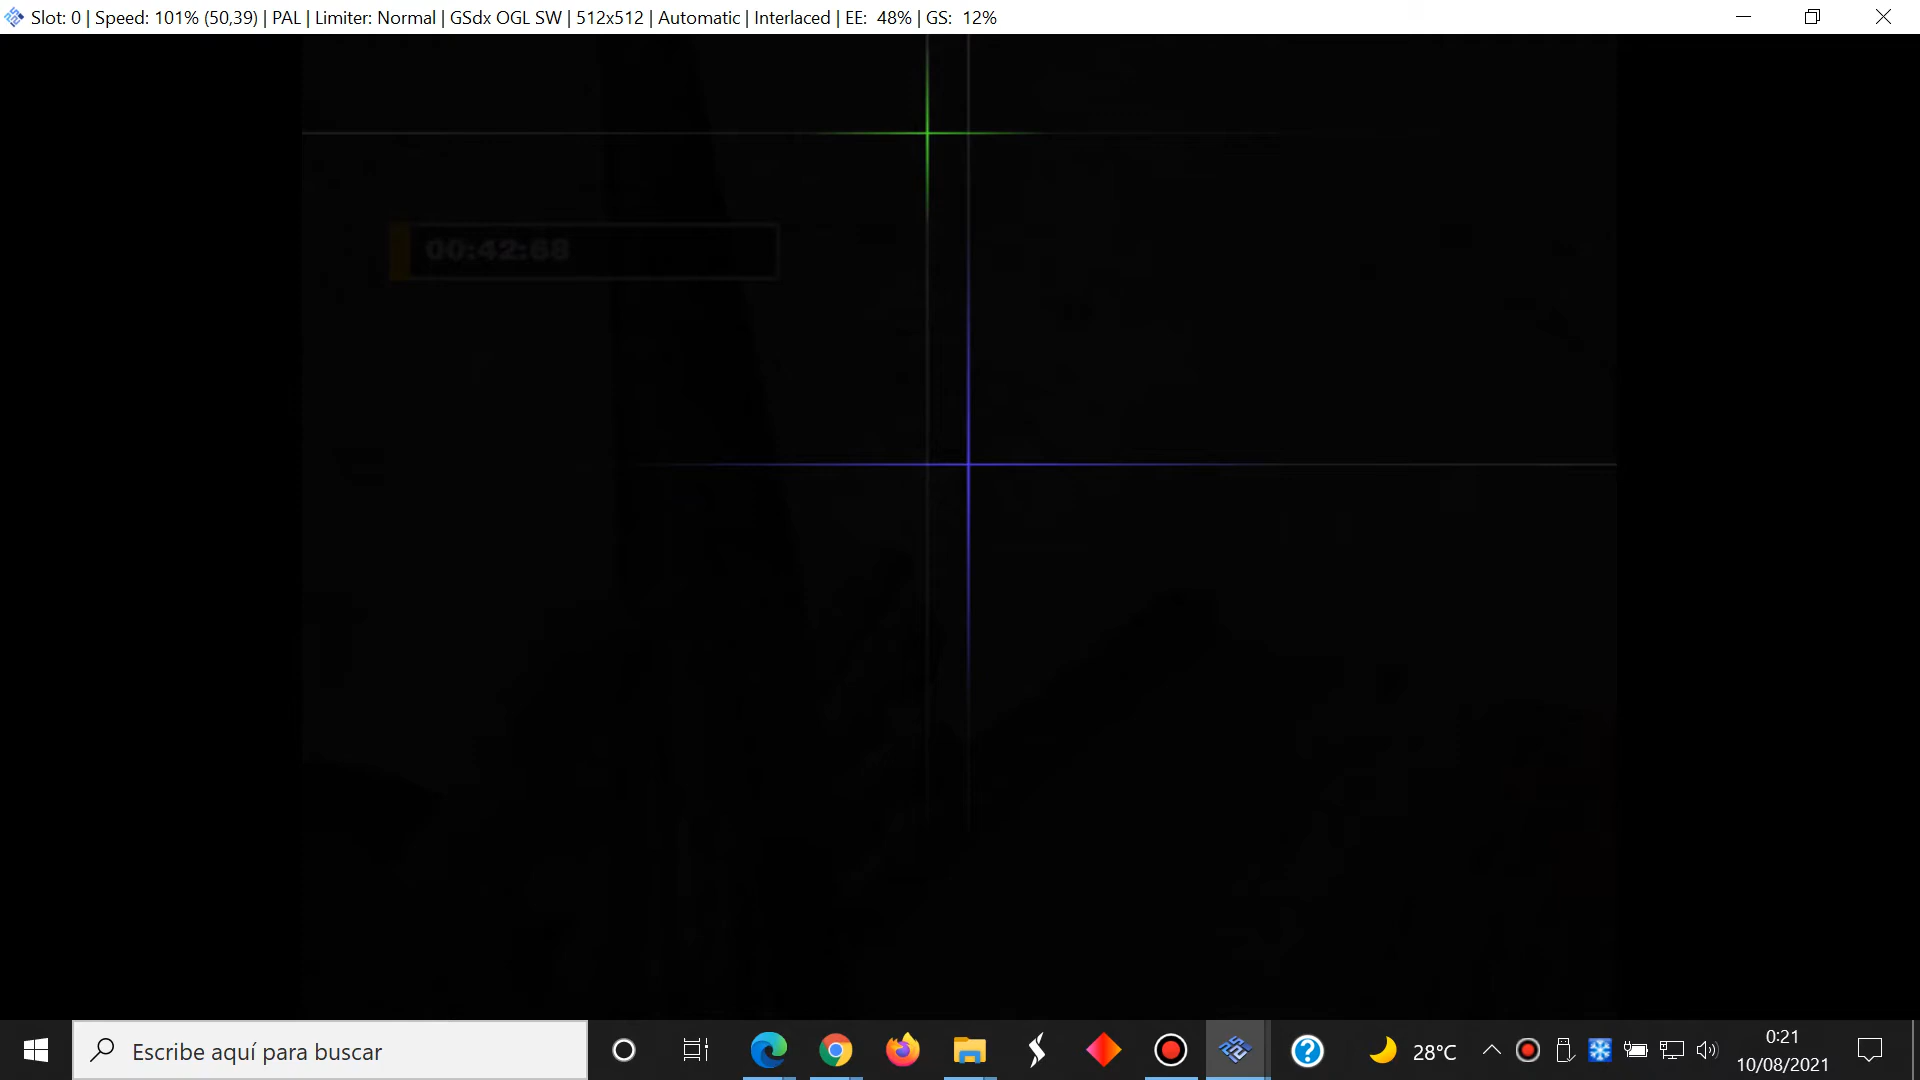 Slot: 0 | Speed: 101% (50,39) | PAL | Limiter: Normal | GSdx OGL SW | 512x512 | Automatic | Interlaced | EE: 48% | GS: 12%
00:42:68
Escribe aquí para buscar
28°C
0:21
10/08/2021